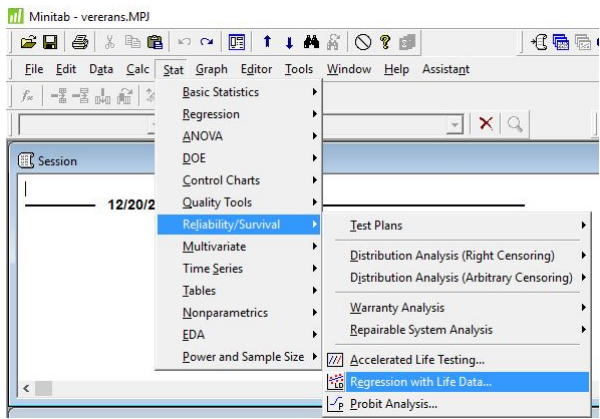 Minitab - vererans.MPJ
File Edit Data Calc Stat Graph Editor Tools Window Help Assistant
Session
12/20/2
Basic Statistics
Regression
ANOVA
DOE
Control Charts
Quality Tools
Reliability/Survival
Multivariate
Time Series
Tables
Nonparametrics
EDA
Power and Sample Size
Test Plans
Distribution Analysis (Right Censoring)
Distribution Analysis (Arbitrary Censoring)
Warranty Analysis
Repairable System Analysis
Accelerated Life Testing...
Regression with Life Data...
Probit Analysis...